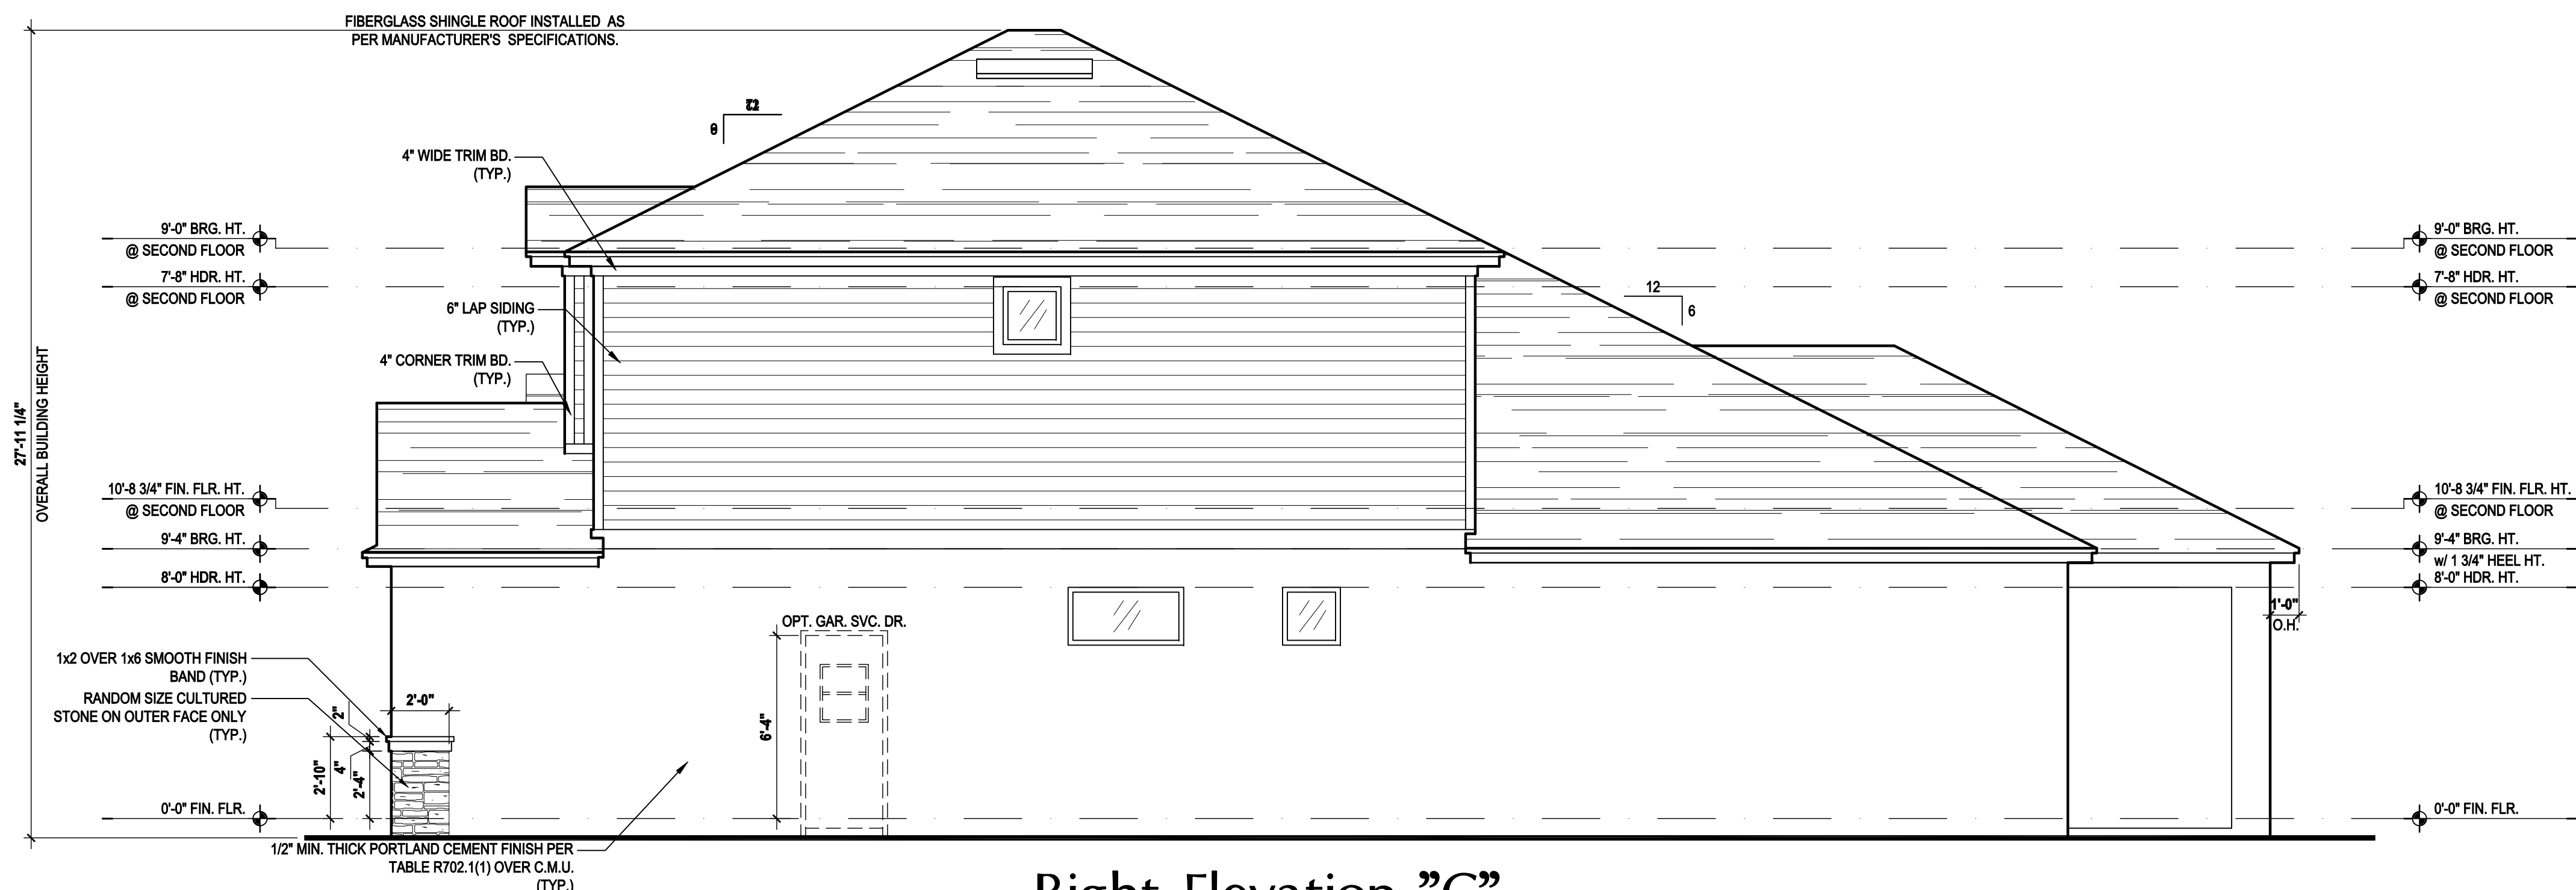 FIBERGLASS SHINGLE ROOF INSTALLED AS
PER MANUFACTURER'S SPECIFICATIONS.
12
4" WIDE TRIM BD.
(TYP.)
9'-0" BRG. HT.
@ SECOND FLOOR
7'-8" HDR. HT.
@ SECOND FLOOR
6" LAP SIDING
(TYP.)
4" CORNER TRIM BD.
(TYP.)
27'-11 1/4"
OVERALL BUILDING HEIGHT
10'-8 3/4" FIN. FLR. HT.
@ SECOND FLOOR
9'-4" BRG. HT.
8'-0" HDR. HT.
1x2 OVER 1x6 SMOOTH FINISH
BAND (TYP.)
RANDOM SIZE CULTURED
STONE ON OUTER FACE ONLY
(TYP.)
2'-0"
2"
4"
2'-10"
2'-4"
0'-0" FIN. FLR.
1/2" MIN. THICK PORTLAND CEMENT FINISH PER
TABLE R702.1(1) OVER C.M.U.
(TYP.)
OPT. GAR. SVC. DR.
6'-4"
12
6
9'-0" BRG. HT.
@ SECOND FLOOR
7'-8" HDR. HT.
@ SECOND FLOOR
10'-8 3/4" FIN. FLR. HT.
@ SECOND FLOOR
9'-4" BRG. HT.
w/ 1 3/4" HEEL HT.
8'-0" HDR. HT.
1'-0"
O.H.
0'-0" FIN. FLR.
Right Elevation "C"